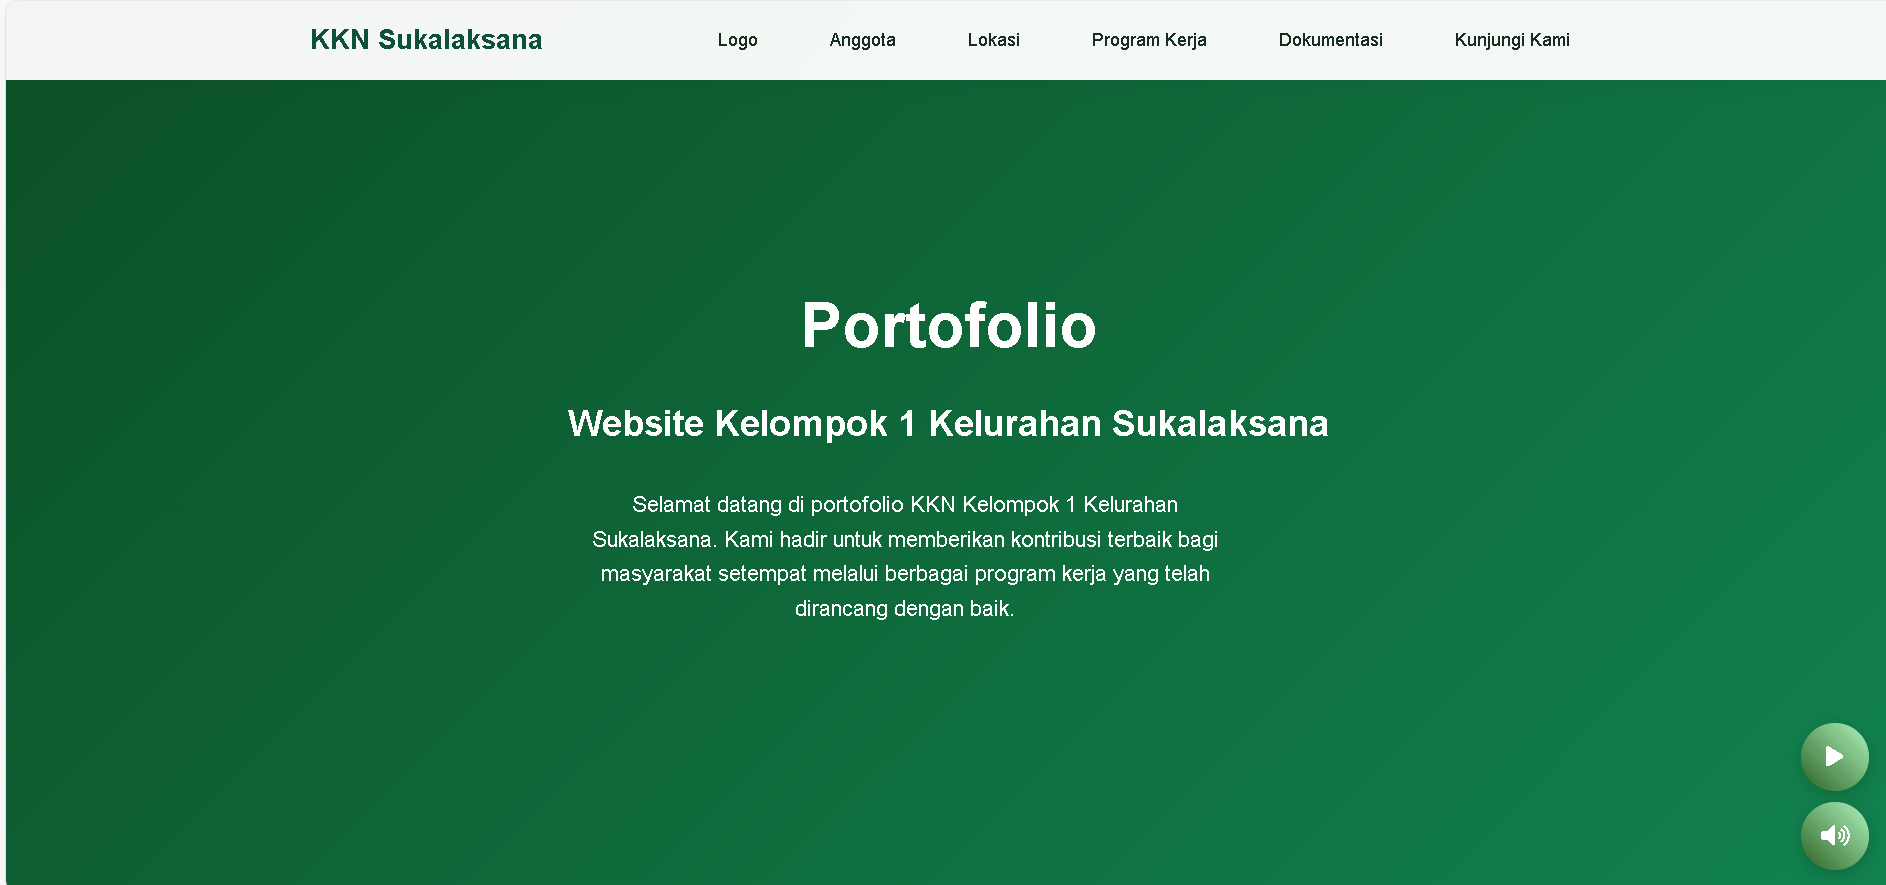 KKN Sukalaksana
Logo
Anggota
Lokasi
Program Kerja
Dokumentasi
Kunjungi Kami
Portofolio
Website Kelompok 1 Kelurahan Sukalaksana
Selamat datang di portofolio KKN Kelompok 1 Kelurahan
Sukalaksana. Kami hadir untuk memberikan kontribusi terbaik bagi
masyarakat setempat melalui berbagai program kerja yang telah
dirancang dengan baik.